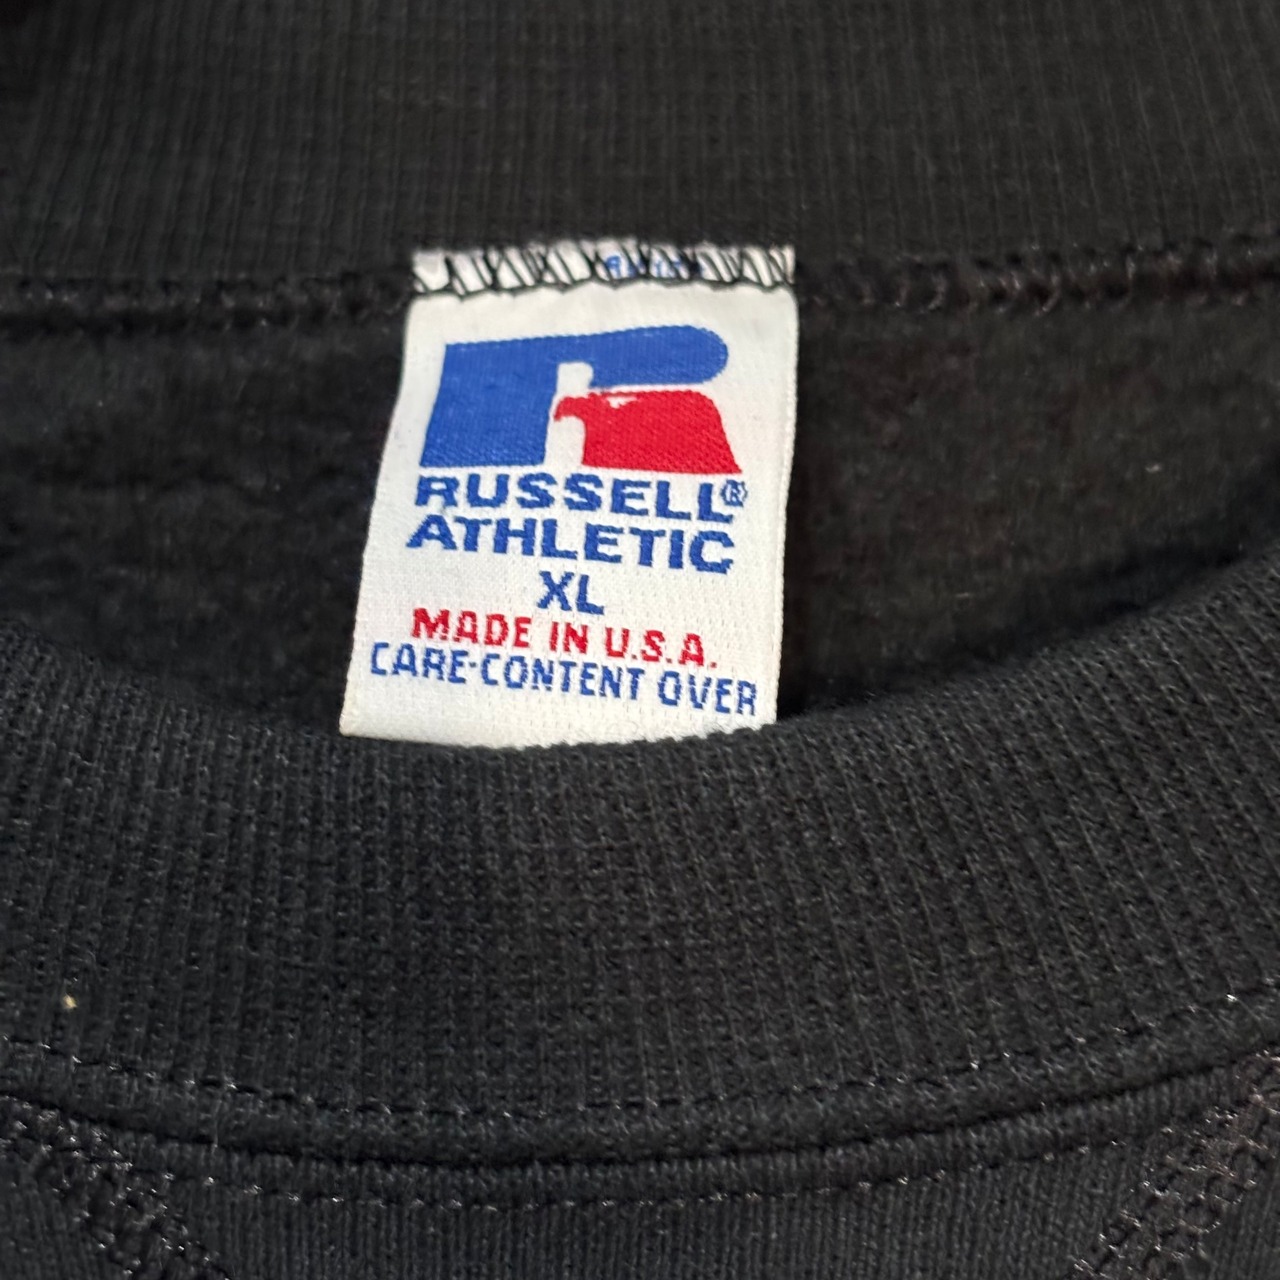 RUSSELL®
ATHLETIC
XL
MADE IN U.S.A.
CARE-CONTENT OVER